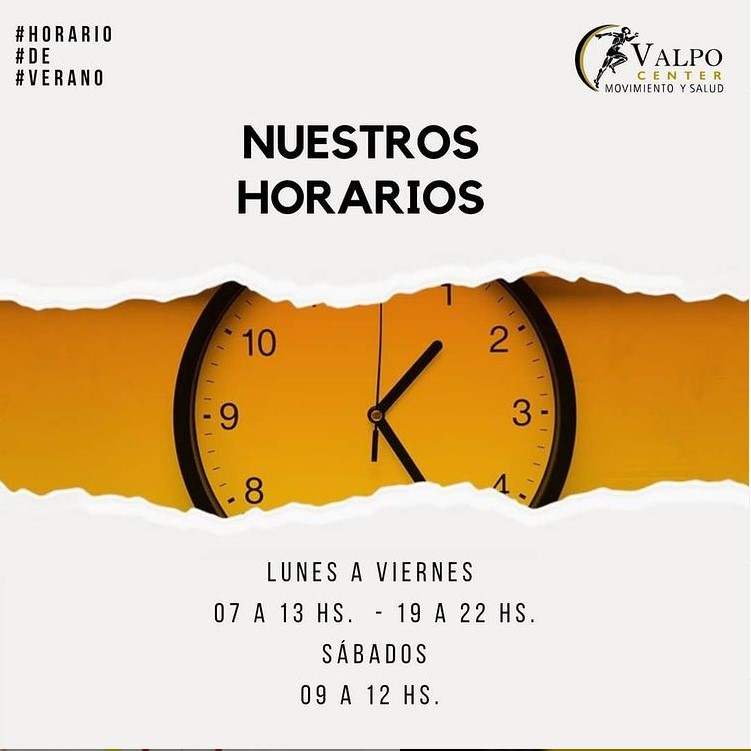 #HORARIO
#DE
#VERANO
VALPO
CENTER
MOVIMIENTO Y SALUD
NUESTROS
HORARIOS
1
10
2
9
3
8
4
LUNES A VIERNES
07 A 13 HS. - 19 A 22 HS.
SÁBADOS
09 A 12 HS.